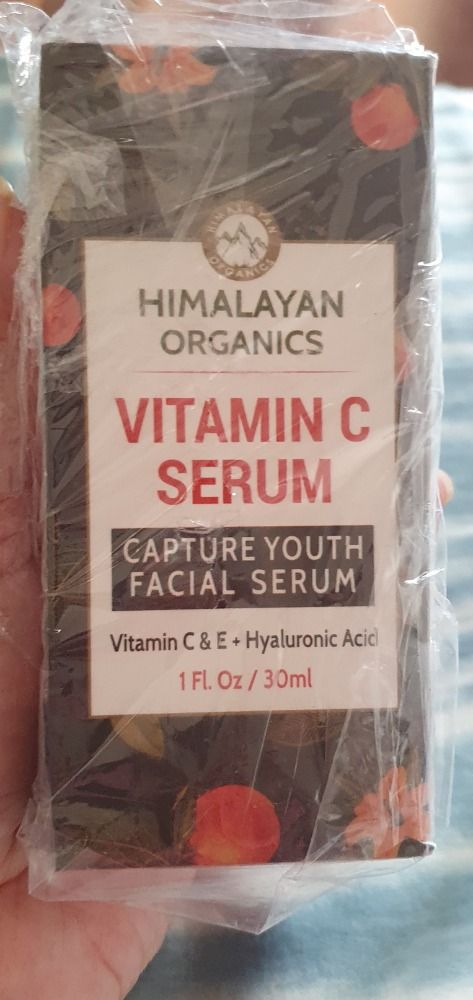 HIMALAYAN
ORGANICS
HIMALAYAN
ORGANICS
VITAMIN C
SERUM
CAPTURE YOUTH
FACIAL SERUM
Vitamin C & E + Hyaluronic Acid
1 Fl. Oz / 30ml